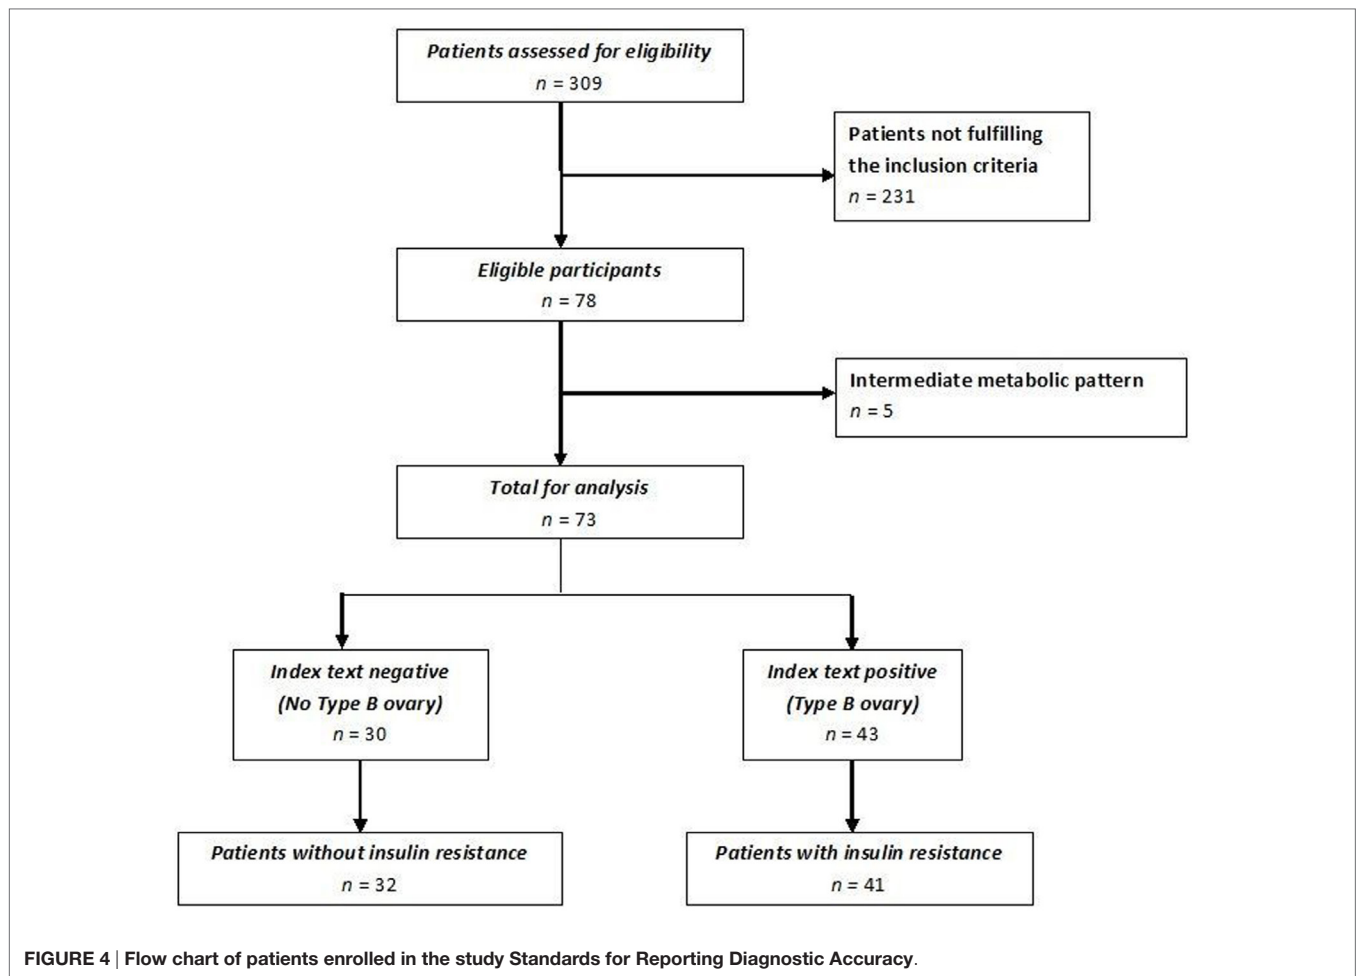 Patients assessed for eligibility
n = 309
Patients not fulfilling
the inclusion criteria
n = 231
Eligible participants
n = 78
Intermediate metabolic pattern
n = 5
Total for analysis
n = 73
Index text negative
(No Type B ovary)
n = 30
Index text positive
(Type B ovary)
n = 43
Patients without insulin resistance
n = 32
Patients with insulin resistance
n = 41
FIGURE 4 | Flow chart of patients enrolled in the study Standards for Reporting Diagnostic Accuracy.